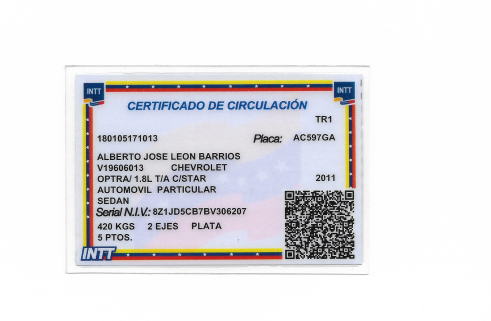 INTT INTT
CERTIFICADO DE CIRCULACIÓN
TR1
180105171013 Placa: AC597GA
ALBERTO JOSE LEON BARRIOS
V19606013 CHEVROLET
OPTRA/ 1.8L T/A C/STAR 2011
AUTOMOVIL PARTICULAR
SEDAN
Serial N.I.V.: 8Z1JD5CB7BV306207
420 KGS 2 EJES PLATA
5 PTOS.
INTT